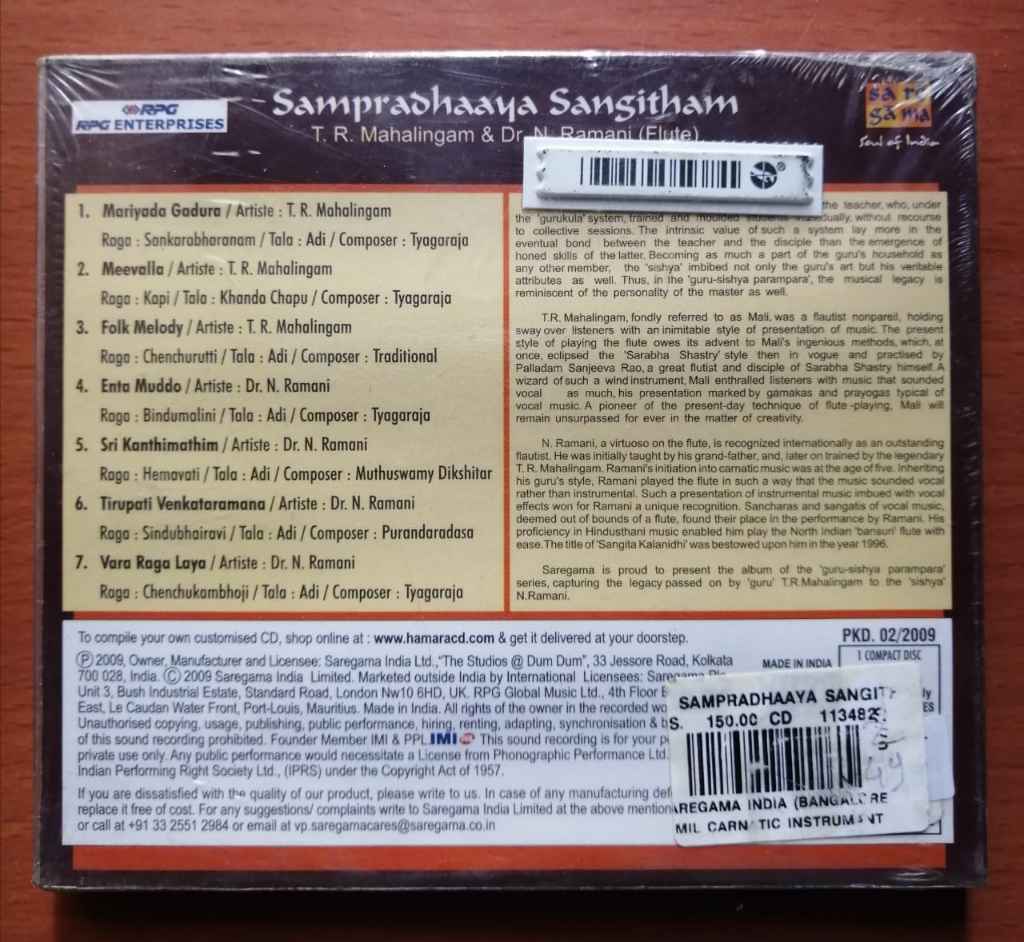 RPG
RPG ENTERPRISES
Sampradhaaya Sangitham
T. R. Mahalingam & Dr. N. Ramani (Flute)
sa re
ga ma
Soul of India
1. Mariyada Gadura / Artiste : T. R. Mahalingam
Raga : Sankarabharanam / Tala : Adi / Composer : Tyagaraja
2. Meevalla / Artiste : T. R. Mahalingam
Raga : Kapi / Tala : Khanda Chapu / Composer : Tyagaraja
3. Folk Melody / Artiste : T. R. Mahalingam
Raga : Chenchurutti / Tala : Adi / Composer : Traditional
4. Enta Muddo / Artiste : Dr. N. Ramani
Raga : Bindumalini / Tala : Adi / Composer : Tyagaraja
5. Sri Kanthimathim / Artiste : Dr. N. Ramani
Raga : Hemavati / Tala : Adi / Composer : Muthuswamy Dikshitar
6. Tirupati Venkataramana / Artiste : Dr. N. Ramani
Raga : Sindubhairavi / Tala : Adi / Composer : Purandaradasa
7. Vara Raga Laya / Artiste : Dr. N. Ramani
Raga : Chenchukambhoji / Tala : Adi / Composer : Tyagaraja
the teacher, who, under
the 'gurukula' system, trained and moulded students individually, without recourse
to collective sessions. The intrinsic value of such a system lay more in the
eventual bond between the teacher and the disciple than the emergence of
honed skills of the latter. Becoming as much a part of the guru's household as
any other member, the 'sishya' imbibed not only the guru's art but his veritable
attributes as well. Thus, in the 'guru-sishya parampara', the musical legacy is
reminiscent of the personality of the master as well.
T.R. Mahalingam, fondly referred to as Mali, was a flautist nonpareil, holding
sway over listeners with an inimitable style of presentation of music. The present
style of playing the flute owes its advent to Mali's ingenious methods, which, at
once, eclipsed the 'Sarabha Shastry' style then in vogue and practised by
Palladam Sanjeeva Rao, a great flutist and disciple of Sarabha Shastry himself. A
wizard of such a wind instrument, Mali enthralled listeners with music that sounded
vocal as much, his presentation marked by gamakas and prayogas typical of
vocal music. A pioneer of the present-day technique of flute -playing, Mali will
remain unsurpassed for ever in the matter of creativity.
N. Ramani, a virtuoso on the flute, is recognized internationally as an outstanding
flautist. He was initially taught by his grand-father, and, later on trained by the legendary
T. R. Mahalingam. Ramani's initiation into carnatic music was at the age of five. Inheriting
his guru's style, Ramani played the flute in such a way that the music sounded vocal
rather than instrumental. Such a presentation of instrumental music imbued with vocal
effects won for Ramani a unique recognition. Sancharas and sangatis of vocal music,
deemed out of bounds of a flute, found their place in the performance by Ramani. His
proficiency in Hindusthani music enabled him play the North Indian 'bansuri' flute with
ease. The title of 'Sangita Kalanidhi' was bestowed upon him in the year 1996.
Saregama is proud to present the album of the 'guru-sishya parampara'
series, capturing the legacy passed on by 'guru' T.R.Mahalingam to the 'sishya'
N.Ramani.
To compile your own customised CD, shop online at : www.hamaracd.com & get it delivered at your doorstep.
PKD. 02/2009
Ⓟ 2009, Owner, Manufacturer and Licensee: Saregama India Ltd.,"The Studios @ Dum Dum", 33 Jessore Road, Kolkata
700 028, India. Ⓒ 2009 Saregama India Limited. Marketed outside India by International Licensees: Saregama Plc
Unit 3, Bush Industrial Estate, Standard Road, London Nw10 6HD, UK. RPG Global Music Ltd., 4th Floor
East, Le Caudan Water Front, Port-Louis, Mauritius. Made in India. All rights of the owner in the recorded
Unauthorised copying, usage, publishing, public performance, hiring, renting, adapting, synchronisation &
of this sound recording prohibited. Founder Member IMI & PPL IMI This sound recording is for your
private use only. Any public performance would necessitate a License from Phonographic Performance Ltd.
Indian Performing Right Society Ltd., (IPRS) under the Copyright Act of 1957.
If you are dissatisfied with the quality of our product, please write to us. In case of any manufacturing
replace it free of cost. For any suggestions/ complaints write to Saregama India Limited at the above
or call at +91 33 2551 2984 or email at vp.saregamacares@saregama.co.in
MADE IN INDIA
1 COMPACT DISC
SAMPRADHAAYA SANGIT
S. 150.00 CD 113482
AREGAMA INDIA (BANGALORE
MIL CARNATIC INSTRUMNT